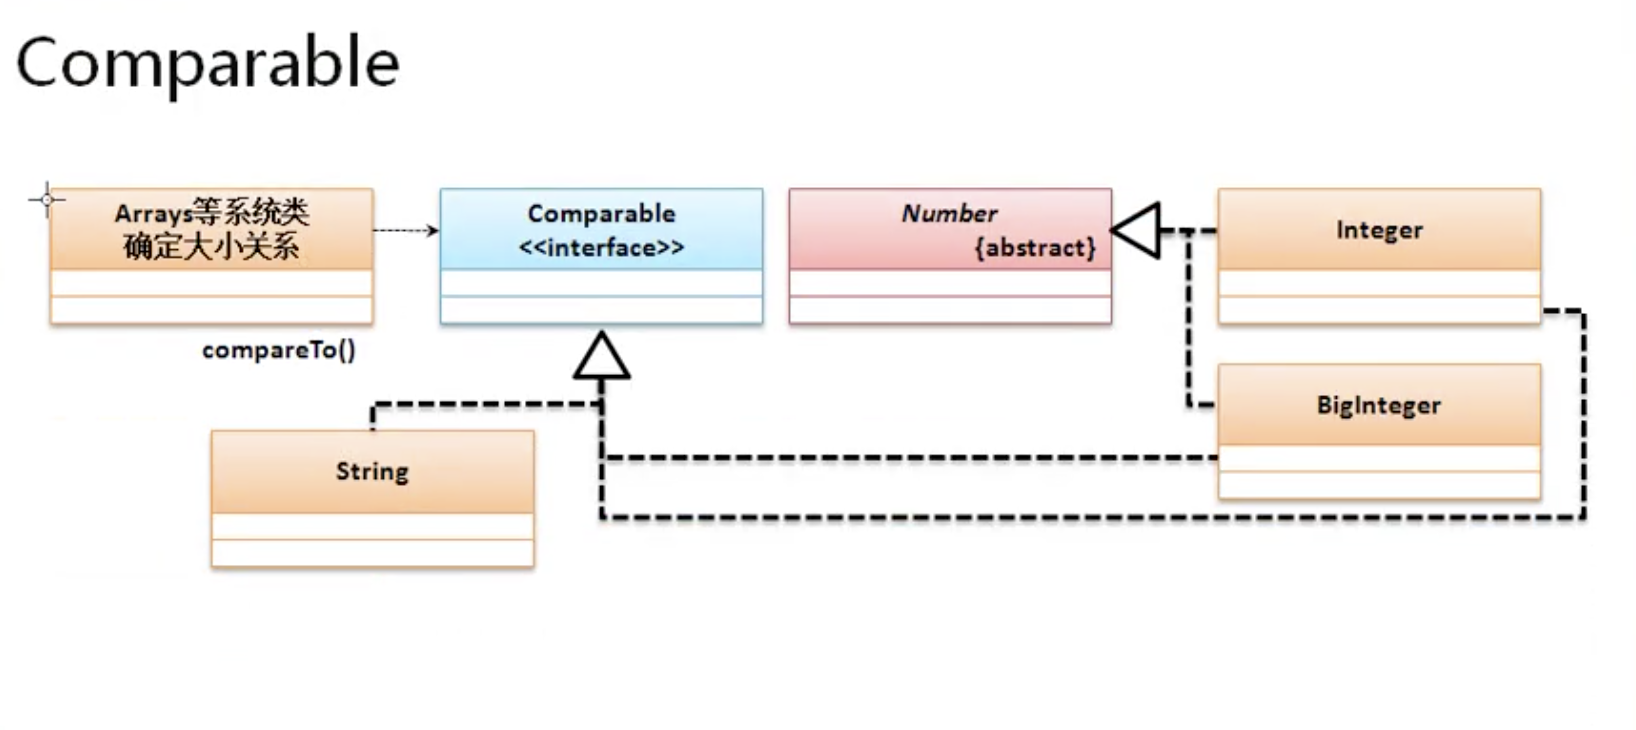 Comparable
Arrays等系统类
确定大小关系
Comparable
<<interface>>
Number
{abstract}
Integer
compareTo()
BigInteger
String